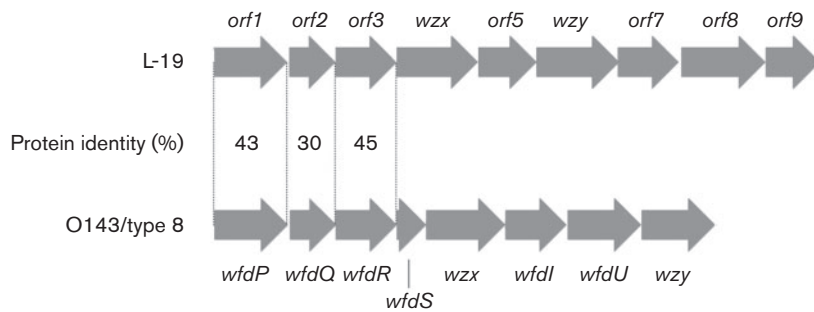 orf1 orf2 orf3 wzx orf5 wzy orf7 orf8 orf9
L-19
Protein identity (%) 43 30 45
O143/type 8
wfdP wfdQ wfdR wzx wfdI wfdU wzy
wfdS